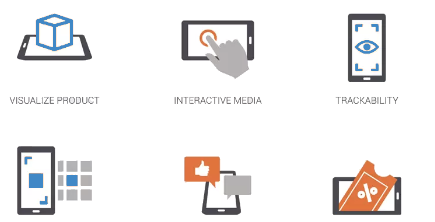 VISUALIZE PRODUCT
INTERACTIVE MEDIA
TRACKABILITY
%